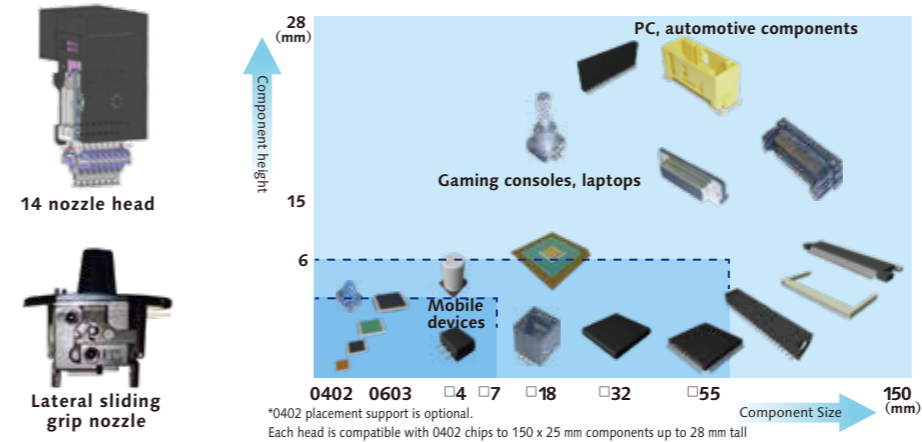 28
(mm)
PC, automotive components
Component height
14 nozzle head
Gaming consoles, laptops
15
6
Mobile
devices
0402 0603 □4 □7 □18 □32 □55 150
(mm)
Lateral sliding
grip nozzle
*0402 placement support is optional.
Component Size
Each head is compatible with 0402 chips to 150 x 25 mm components up to 28 mm tall